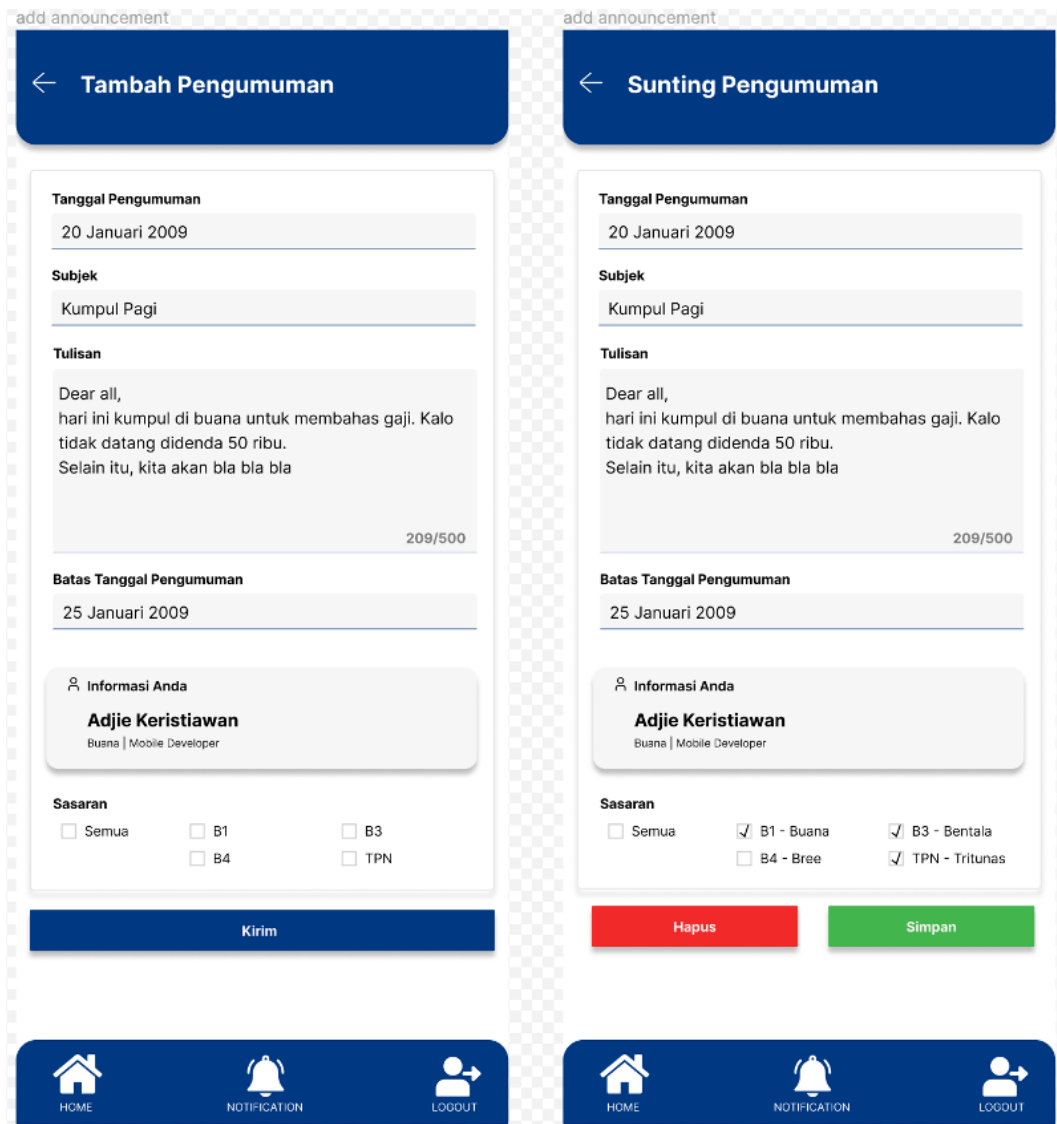 add announcement
Tambah Pengumuman
Tanggal Pengumuman
20 Januari 2009
Subjek
Kumpul Pagi
Tulisan
Dear all,
hari ini kumpul di buana untuk membahas gaji. Kalo
tidak datang didenda 50 ribu.
Selain itu, kita akan bla bla bla
209/500
Batas Tanggal Pengumuman
25 Januari 2009
Informasi Anda
Adjie Keristiawan
Buana | Mobile Developer
Sasaran
Semua B1 B3
B4 TPN
Kirim
HOME NOTIFICATION LOGOUT
add announcement
Sunting Pengumuman
Tanggal Pengumuman
20 Januari 2009
Subjek
Kumpul Pagi
Tulisan
Dear all,
hari ini kumpul di buana untuk membahas gaji. Kalo
tidak datang didenda 50 ribu.
Selain itu, kita akan bla bla bla
209/500
Batas Tanggal Pengumuman
25 Januari 2009
Informasi Anda
Adjie Keristiawan
Buana | Mobile Developer
Sasaran
Semua B1 - Buana B3 - Bentala
B4 - Bree TPN - Tritunas
Hapus Simpan
HOME NOTIFICATION LOGOUT